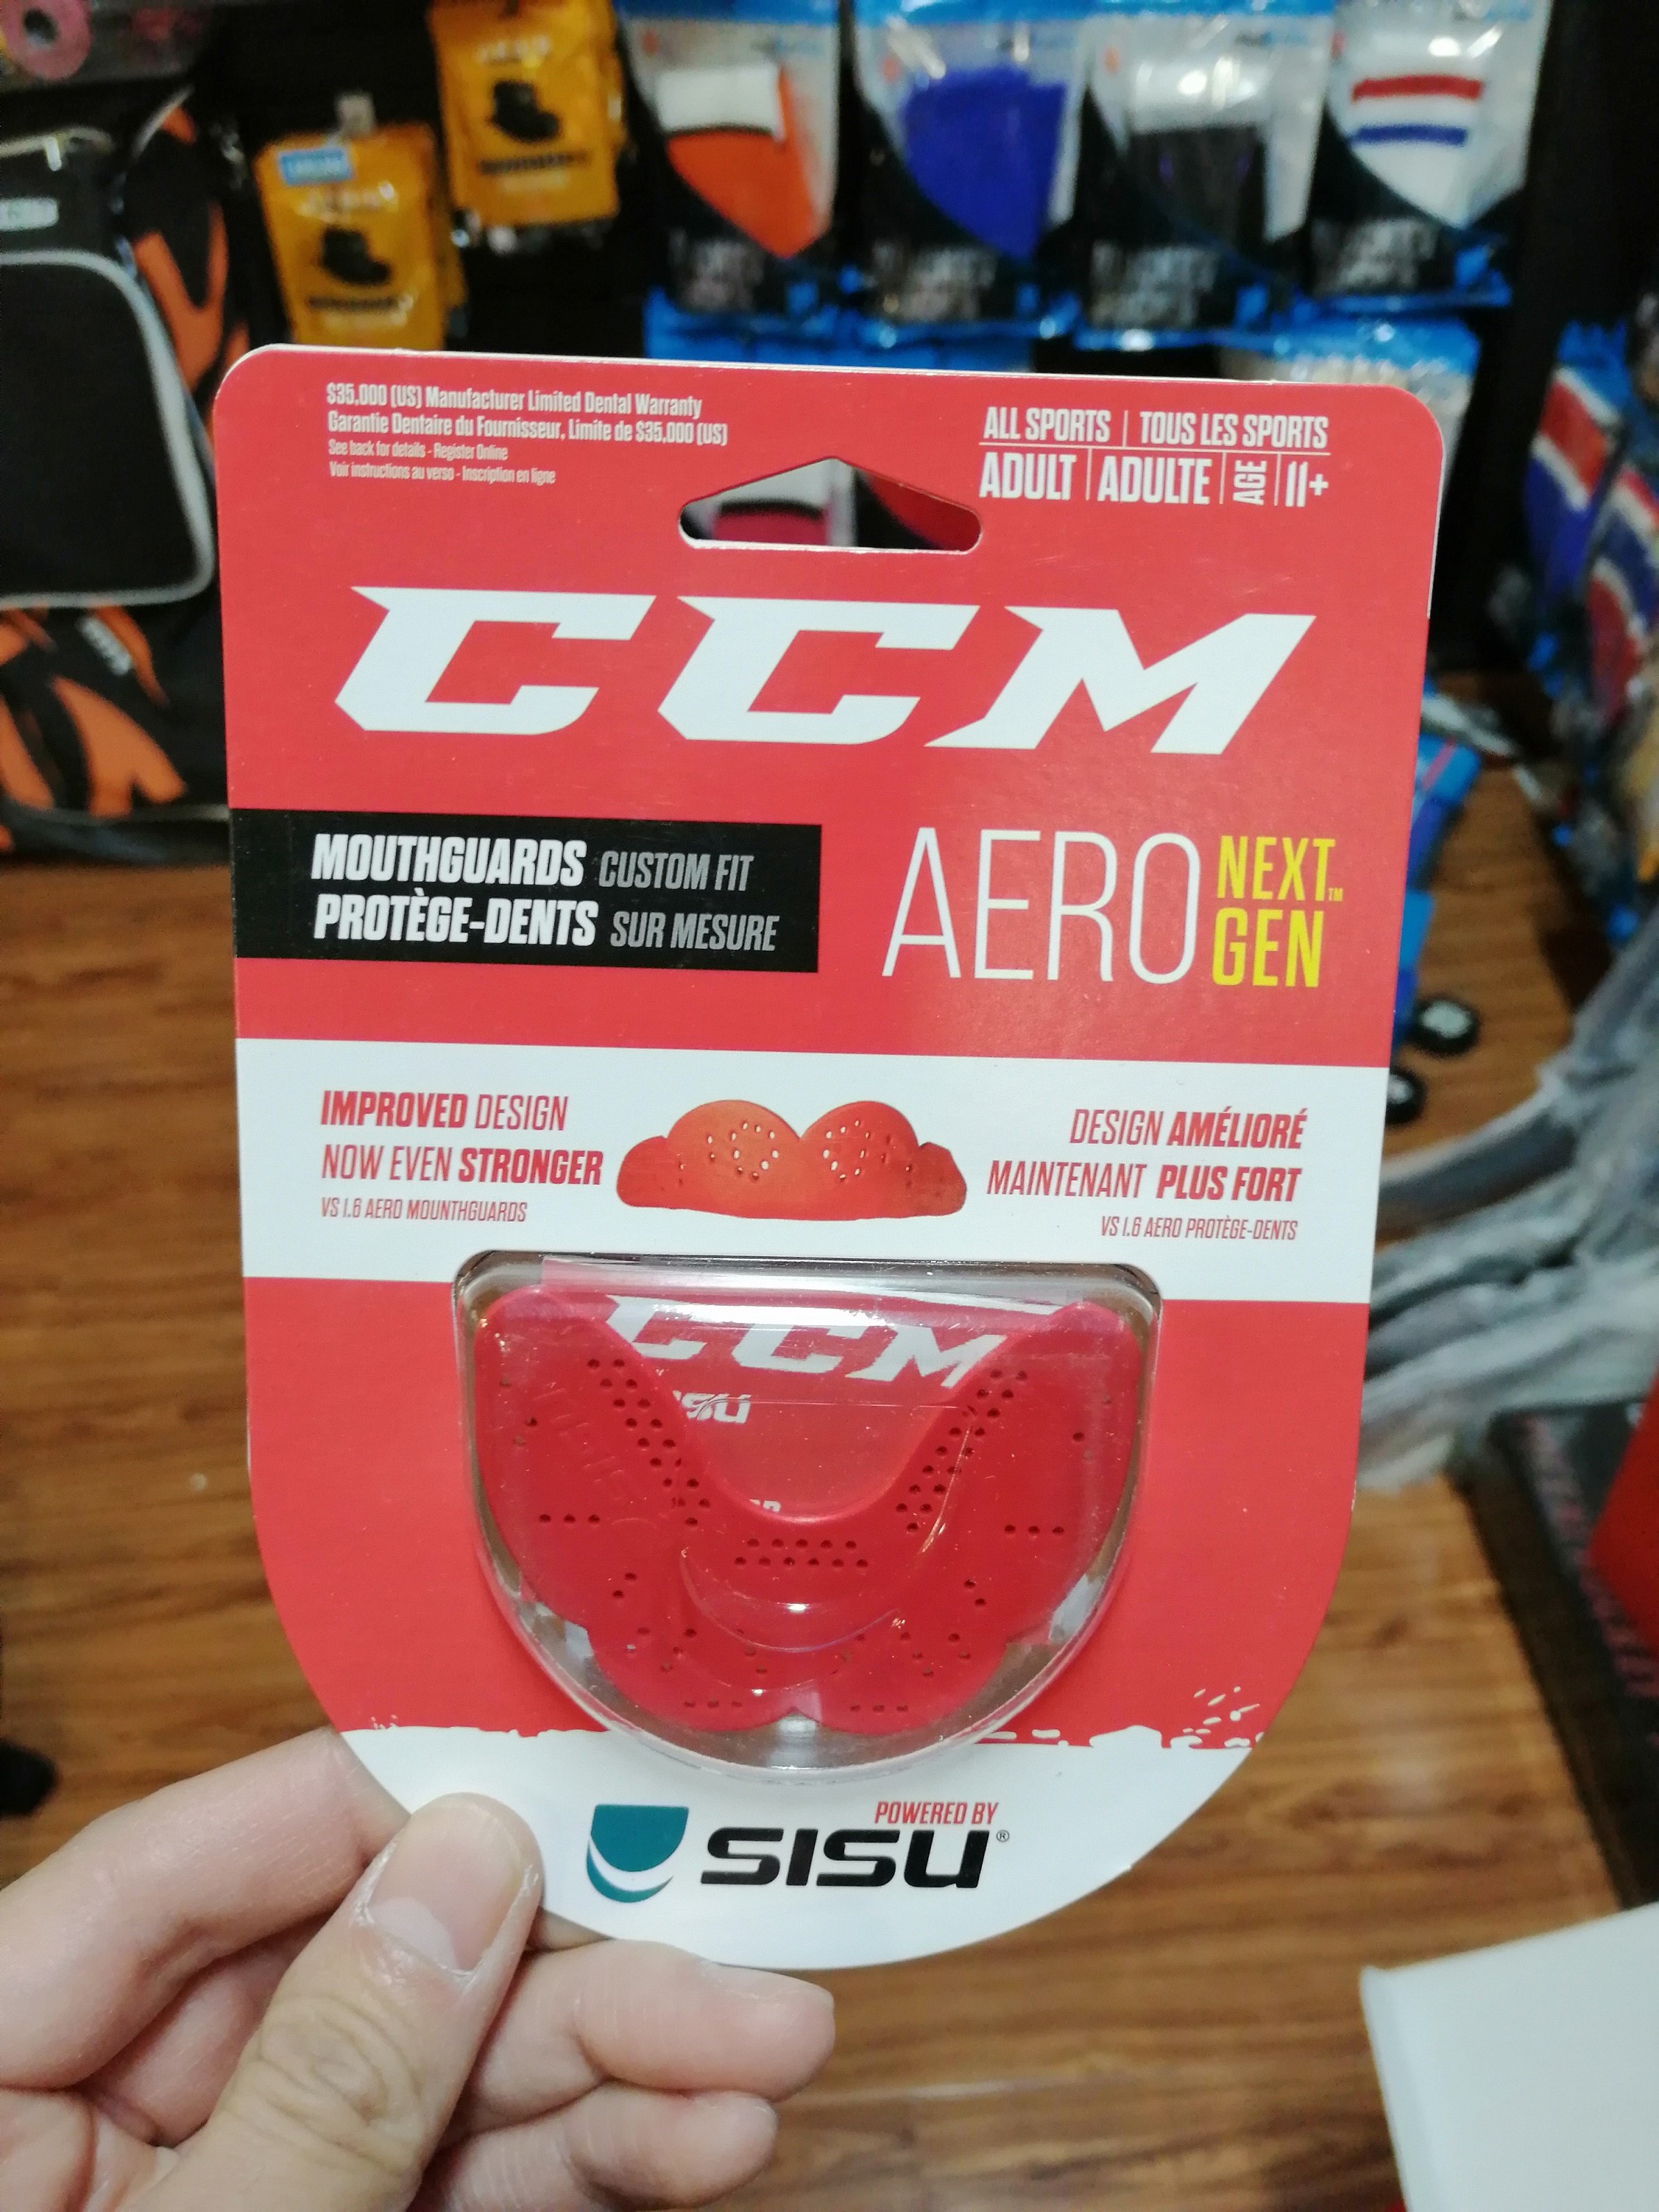 $35,000 (US) Manufacturer Limited Dental Warranty
Garantie Dentaire du Fournisseur, Limite de $35,000 (US)
See back for details - Register Online
Voir instructions au verso - Inscription en ligne
ALL SPORTS | TOUS LES SPORTS
ADULT | ADULTE | AGE | 11+
CCM
MOUTHGUARDS CUSTOM FIT
PROTÈGE-DENTS SUR MESURE
AERO NEXT GEN™
IMPROVED DESIGN
NOW EVEN STRONGER
VS 1.6 AERO MOUNTHGUARDS
DESIGN AMÉLIORÉ
MAINTENANT PLUS FORT
VS 1.6 AERO PROTÈGE-DENTS
CCM
SISU
POWERED BY
SISU®